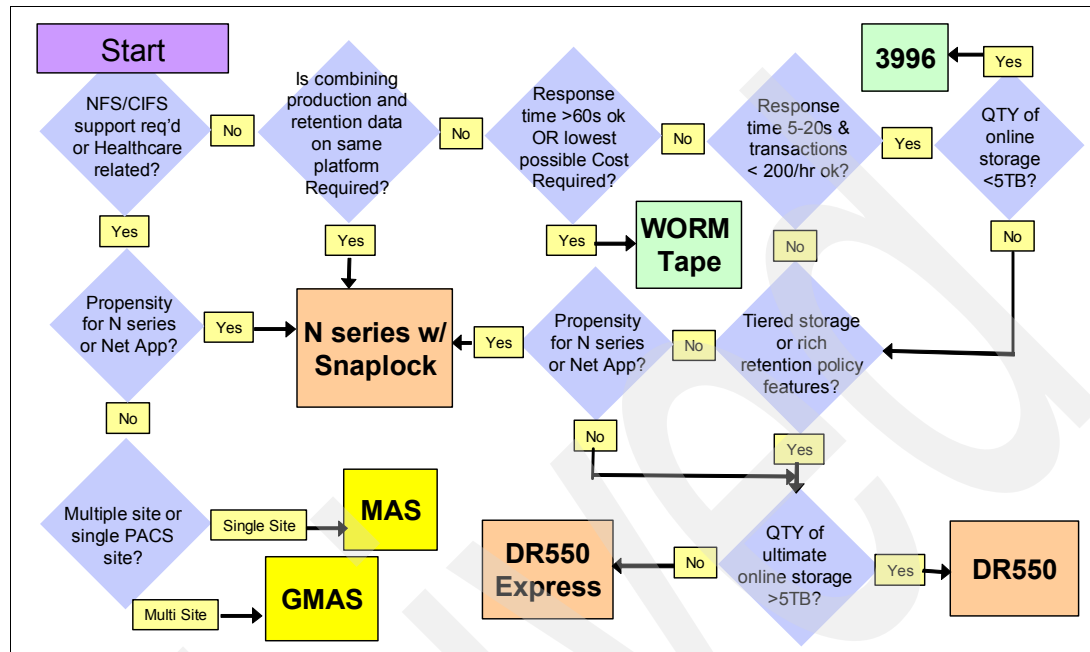 Start
NFS/CIFS
support req'd
or Healthcare
related?
No
Is combining
production and
retention data
on same
platform
Required?
No
Response
time >60s ok
OR lowest
possible Cost
Required?
No
Response
time 5-20s &
transactions
< 200/hr ok?
Yes
QTY of
online
storage
<5TB?
Yes
3996
Yes
Yes
Yes
WORM
Tape
No
No
Propensity
for N series
or Net App?
Yes
N series w/
Snaplock
Yes
Propensity
for N series
or Net App?
No
Tiered storage
or rich
retention policy
features?
No
No
Yes
Multiple site or
single PACS
site?
Single Site
MAS
Multi Site
GMAS
DR550
Express
No
QTY of
ultimate
online storage
>5TB?
Yes
DR550